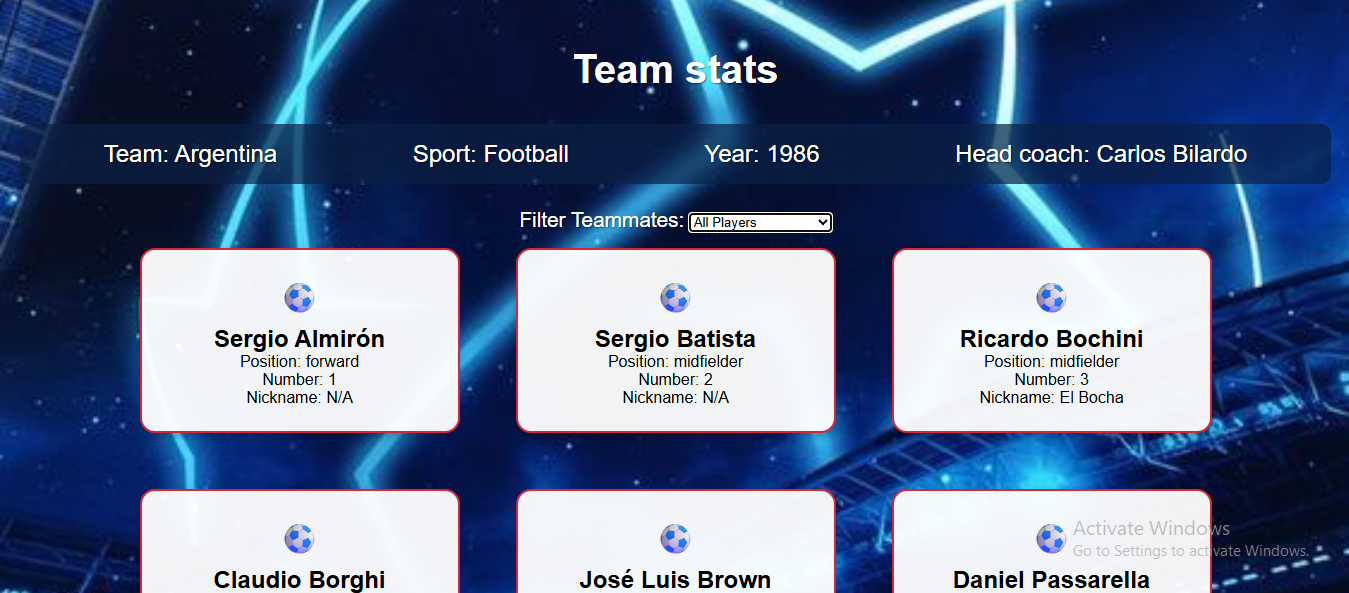 Team stats
Team: Argentina Sport: Football Year: 1986 Head coach: Carlos Bilardo
Filter Teammates: All Players
Sergio Almirón
Position: forward
Number: 1
Nickname: N/A
Sergio Batista
Position: midfielder
Number: 2
Nickname: N/A
Ricardo Bochini
Position: midfielder
Number: 3
Nickname: El Bocha
Claudio Borghi
José Luis Brown
Daniel Passarella
Activate Windows
Go to Settings to activate Windows.